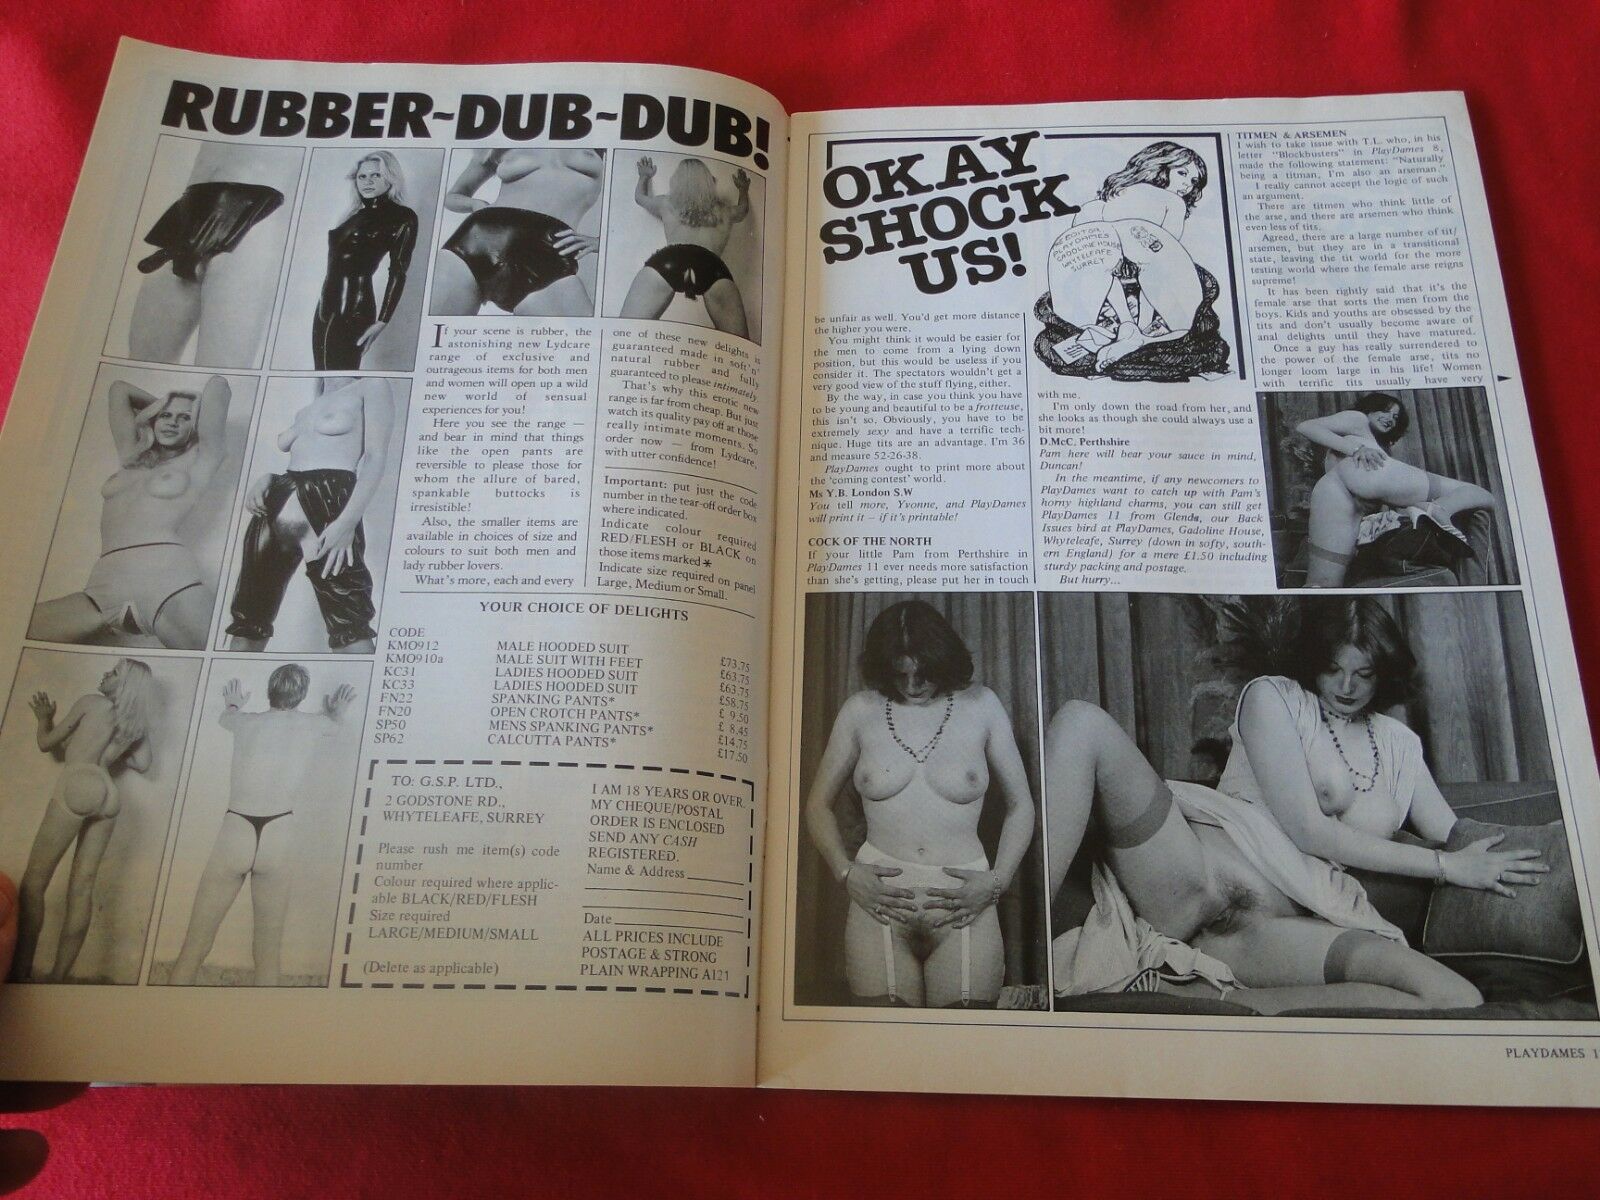 RUBBER-DUB-DUB!
If your scene is rubber, the
astonishing new Lydcare
range of exclusive and
outrageous items for both men
and women will open up a wild
new world of sensual
experiences for you!
Here you see the range —
and bear in mind that things
like the open pants are
reversible to please those for
whom the allure of bared,
spankable buttocks is
irresistible!
Also, the smaller items are
available in choices of size and
colours to suit both men and
lady rubber lovers.
What's more, each and every
one of these new delights is
guaranteed made in soft'n'
natural rubber and fully
guaranteed to please intimately.
That's why this erotic new
range is far from cheap. But just
watch its quality pay off at those
really intimate moments. So
order now — from Lydcare,
with utter confidence!
Important: put just the code
number in the tear-off order box
where indicated.
Indicate colour required
RED/FLESH or BLACK on
those items marked*
Indicate size required on panel
Large, Medium or Small.
YOUR CHOICE OF DELIGHTS
CODE
KMO912 MALE HOODED SUIT £73.75
KMO910a MALE SUIT WITH FEET £63.75
KC31 LADIES HOODED SUIT £63.75
KC33 LADIES HOODED SUIT £58.75
FN22 SPANKING PANTS* £ 9.50
FN20 OPEN CROTCH PANTS* £ 8.45
SP50 MENS SPANKING PANTS* £14.75
SP62 CALCUTTA PANTS* £17.50
TO: G.S.P. LTD.,
2 GODSTONE RD.,
WHYTELEAFE, SURREY
Please rush me item(s) code
number
Colour required where applic-
able BLACK/RED/FLESH
Size required
LARGE/MEDIUM/SMALL
(Delete as applicable)
I AM 18 YEARS OR OVER.
MY CHEQUE/POSTAL
ORDER IS ENCLOSED
SEND ANY CASH
REGISTERED.
Name & Address
Date
ALL PRICES INCLUDE
POSTAGE & STRONG
PLAIN WRAPPING A121
OKAY
SHOCK
US!
THE EDITOR
PLAYDAMES
GADOLINE HOUSE
WHYTELEAFE
SURREY
be unfair as well. You'd get more distance
the higher you were.
You might think it would be easier for
the men to come from a lying down
position, but this would be useless if you
consider it. The spectators wouldn't get a
very good view of the stuff flying, either.
By the way, in case you think you have
to be young and beautiful to be a frotteuse,
this isn't so. Obviously, you have to be
extremely sexy and have a terrific tech-
nique. Huge tits are an advantage. I'm 36
and measure 52-26-38.
PlayDames ought to print more about
the 'coming contest' world.
Ms Y.B. London S.W
You tell more, Yvonne, and PlayDames
will print it — if it's printable!
COCK OF THE NORTH
If your little Pam from Perthshire in
PlayDames 11 ever needs more satisfaction
than she's getting, please put her in touch
with me.
I'm only down the road from her, and
she looks as though she could always use a
bit more!
D.McC. Perthshire
Pam here will bear your sauce in mind,
Duncan!
In the meantime, if any newcomers to
PlayDames want to catch up with Pam's
horny highland charms, you can still get
PlayDames 11 from Glenda, our Back
Issues bird at PlayDames, Gadoline House,
Whyteleafe, Surrey (down in softy, south-
ern England) for a mere £1.50 including
sturdy packing and postage.
But hurry...
TITMEN & ARSEMEN
I wish to take issue with T.L. who, in his
letter "Blockbusters" in PlayDames 8,
made the following statement: "Naturally
being a titman, I'm also an arseman."
I really cannot accept the logic of such
an argument.
There are titmen who think little of
the arse, and there are arsemen who think
even less of tits.
Agreed, there are a large number of tit/
arsemen, but they are in a transitional
state, leaving the tit world for the more
testing world where the female arse reigns
supreme!
It has been rightly said that it's the
female arse that sorts the men from the
boys. Kids and youths are obsessed by the
tits and don't usually become aware of
anal delights until they have matured.
Once a guy has really surrendered to
the power of the female arse, tits no
longer loom large in his life! Women
with terrific tits usually have very
PLAYDAMES 1